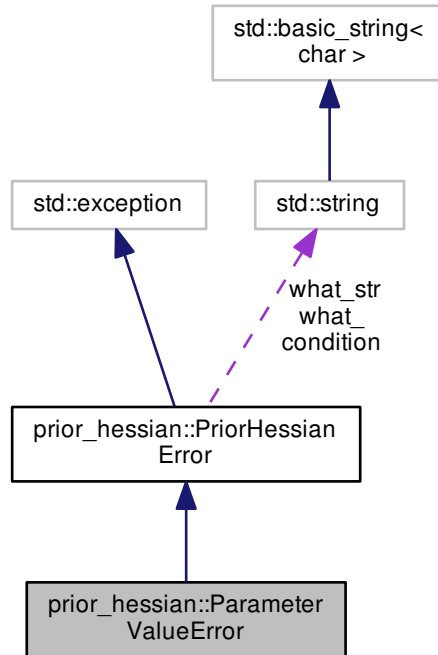 std::basic_string<
char >
std::exception
std::string
what_str
what_
condition
prior_hessian::PriorHessian
Error
prior_hessian::Parameter
ValueError